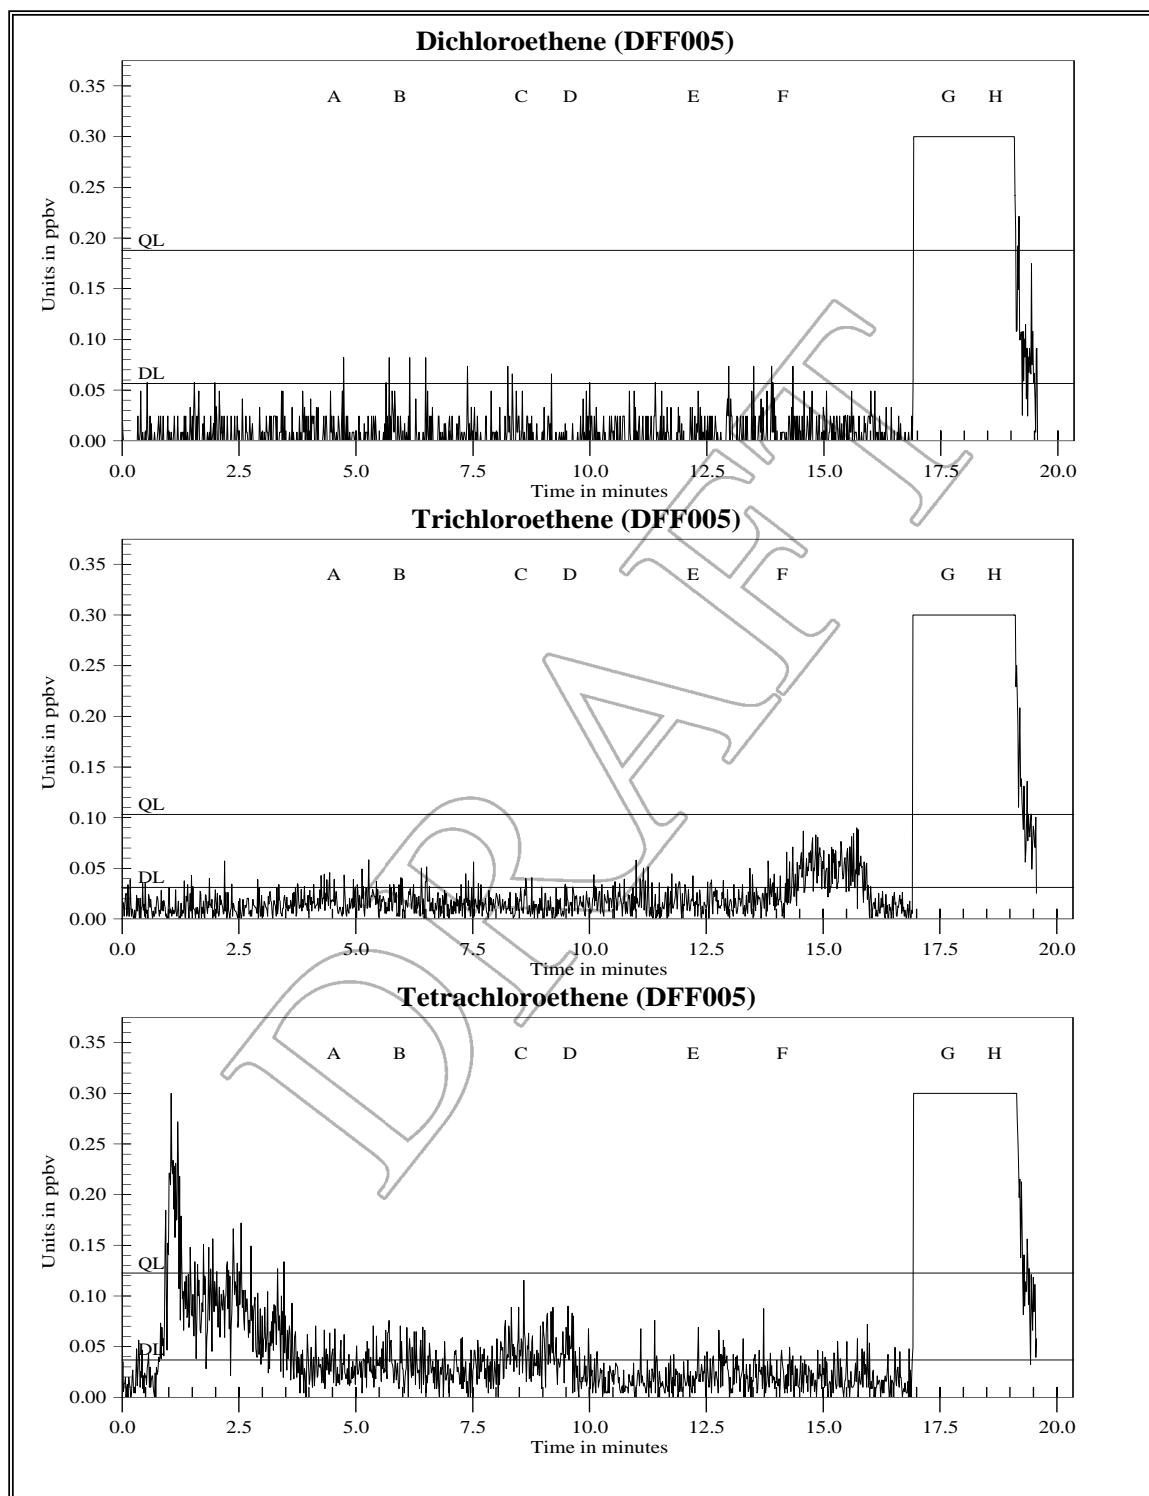 Dichloroethene (DFF005)
0.35
A B C D E F G H
0.30
0.25
0.20
QL
0.15
0.10
DL
0.05
0.00
Units in ppbv
0.0 2.5 5.0 7.5 10.0 12.5 15.0 17.5 20.0
Time in minutes
Trichloroethene (DFF005)
0.35
A B C D E F G H
0.30
0.25
0.20
0.15
QL
0.10
0.05
DL
0.00
Units in ppbv
0.0 2.5 5.0 7.5 10.0 12.5 15.0 17.5 20.0
Time in minutes
Tetrachloroethene (DFF005)
0.35
A B C D E F G H
0.30
0.25
0.20
0.15
QL
0.10
0.05
DL
0.00
Units in ppbv
0.0 2.5 5.0 7.5 10.0 12.5 15.0 17.5 20.0
Time in minutes
DRAFT